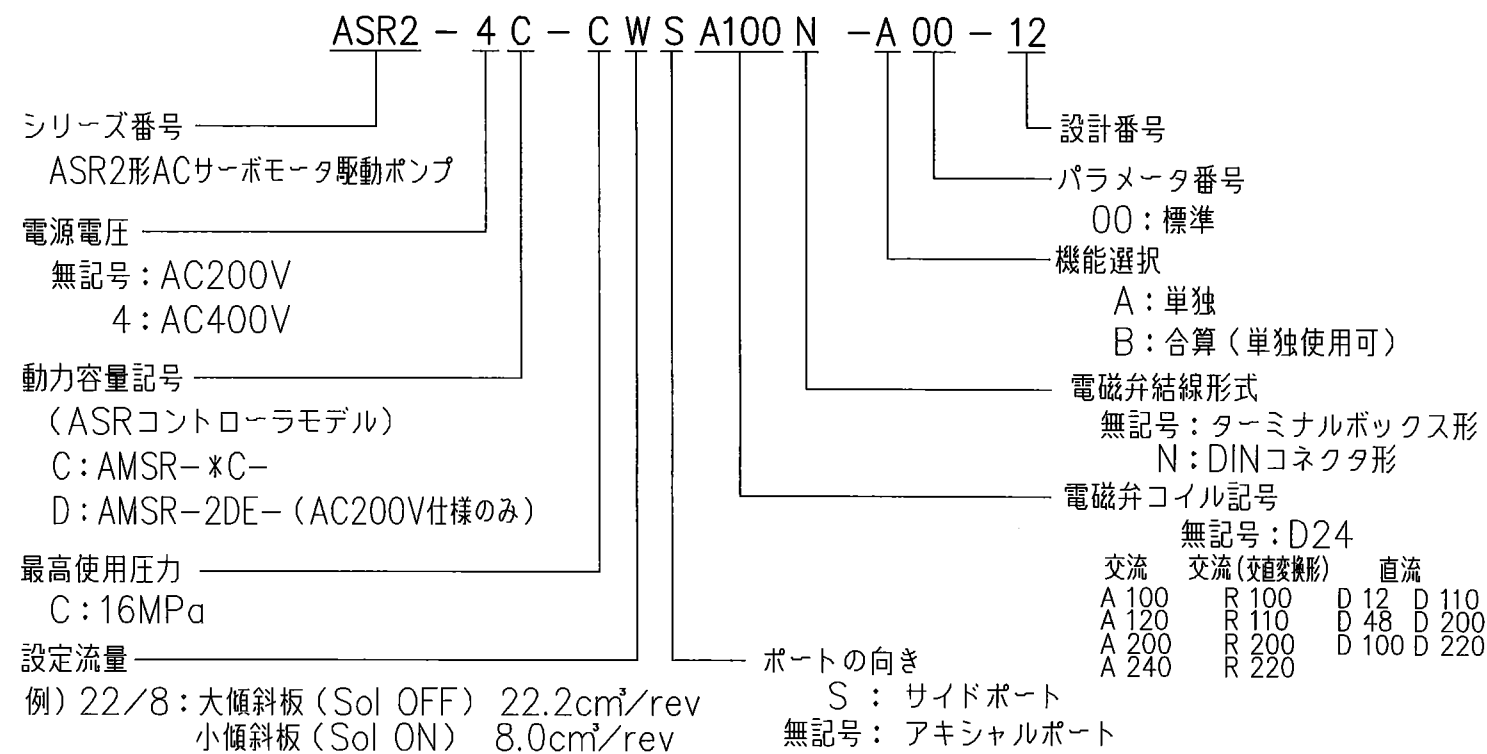 ASR2 - 4 C - C W S A100 N - A 00 - 12
シリーズ番号
ASR2形ACサーボモータ駆動ポンプ
電源電圧
無記号：AC200V
4：AC400V
動力容量記号
（ASRコントローラモデル）
C：AMSR-*C-
D：AMSR-2DE-（AC200V仕様のみ）
最高使用圧力
C：16MPa
設定流量
例）22/8：大傾斜板（Sol OFF） 22.2cm³/rev
小傾斜板（Sol ON） 8.0cm³/rev
設計番号
パラメータ番号
00：標準
機能選択
A：単独
B：合算（単独使用可）
電磁弁結線形式
無記号：ターミナルボックス形
N：DINコネクタ形
電磁弁コイル記号
無記号：D24
交流 交流（交直変換形） 直流
A 100 R 100 D 12 D 110
A 120 R 110 D 48 D 200
A 200 R 200 D 100 D 220
A 240 R 220
ポートの向き
S： サイドポート
無記号： アキシャルポート